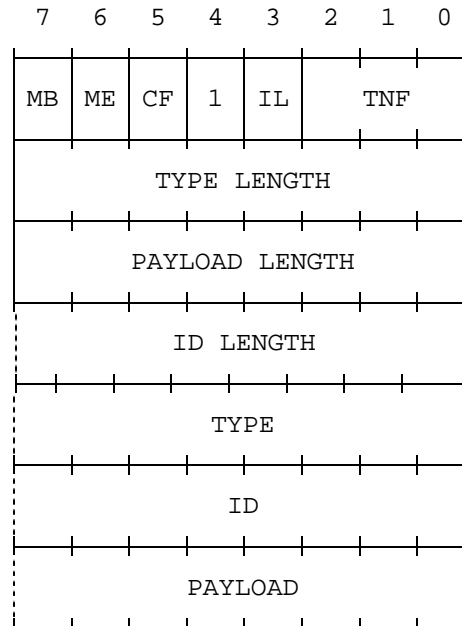 7 6 5 4 3 2 1 0
MB ME CF 1 IL TNF
TYPE LENGTH
PAYLOAD LENGTH
ID LENGTH
TYPE
ID
PAYLOAD